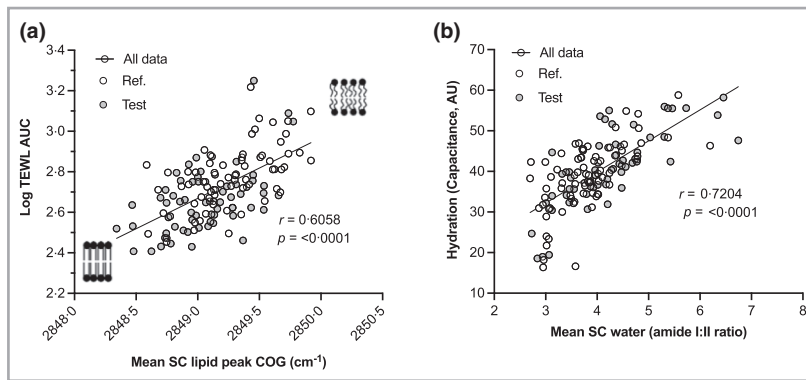 (a)
All data
Ref.
Test
3·4
3·2
3·0
2·8
2·6
2·4
2·2
Log TEWL AUC
r = 0·6058
p = <0·0001
2848·0
2848·5
2849·0
2849·5
2850·0
2850·5
Mean SC lipid peak COG (cm⁻¹)
(b)
All data
Ref.
Test
70
60
50
40
30
20
10
Hydration (Capacitance, AU)
r = 0·7204
p = <0·0001
2 3 4 5 6 7 8
Mean SC water (amide I:II ratio)